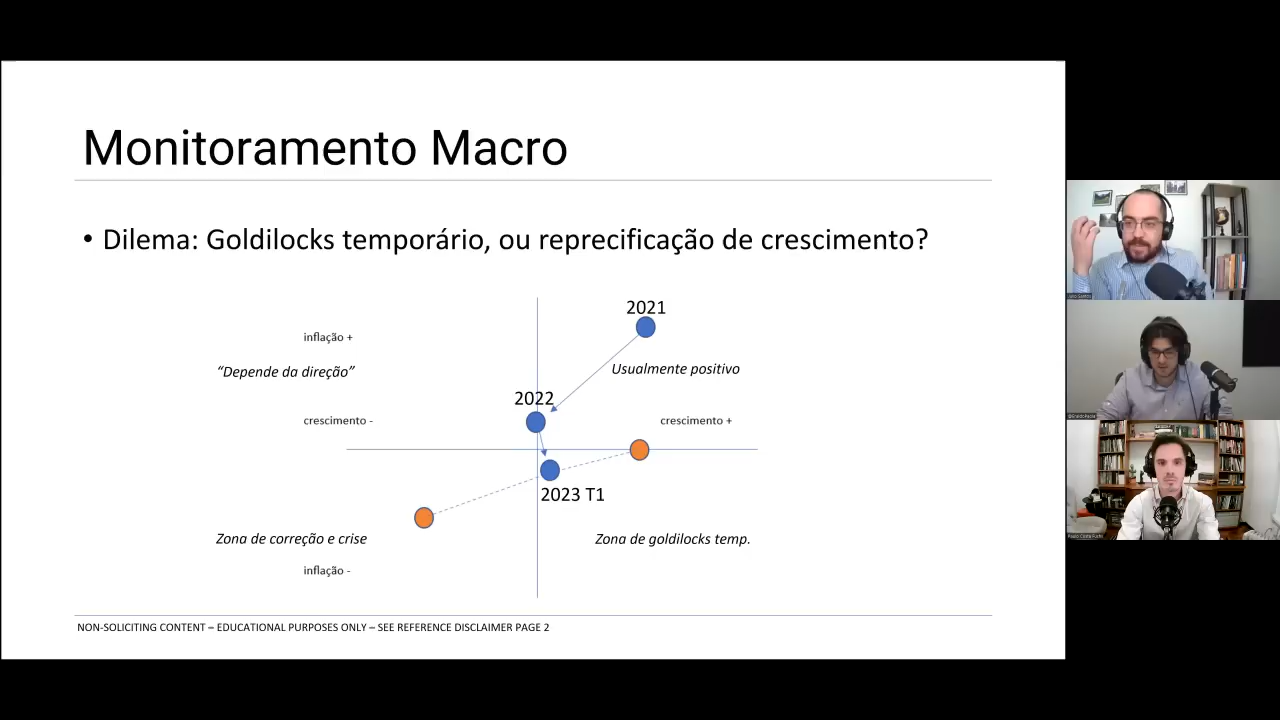 Monitoramento Macro
• Dilema: Goldilocks temporário, ou reprecificação de crescimento?
2021
inflação +
“Depende da direção”
Usualmente positivo
2022
crescimento -
crescimento +
2023 T1
Zona de correção e crise
Zona de goldilocks temp.
inflação -
NON-SOLICITING CONTENT – EDUCATIONAL PURPOSES ONLY – SEE REFERENCE DISCLAIMER PAGE 2